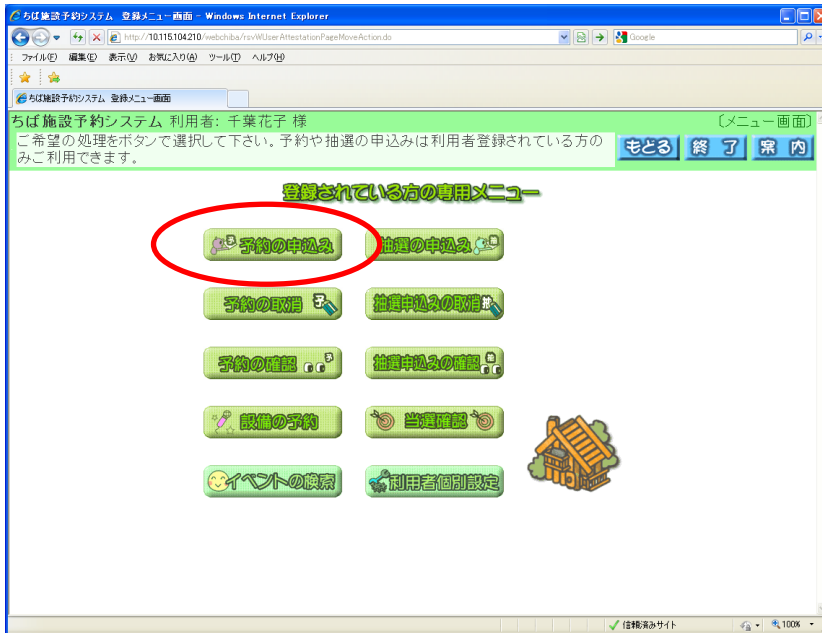 ちば施設予約システム 登録メニュー画面 - Windows Internet Explorer
http://10.115.104.210/webchiba/rsvWUserAttestationPageMoveAction.do
Google
ファイル(F) 編集(E) 表示(V) お気に入り(A) ツール(T) ヘルプ(H)
ちば施設予約システム 登録メニュー画面
ちば施設予約システム 利用者: 千葉花子 様 〔メニュー画面〕
ご希望の処理をボタンで選択して下さい。予約や抽選の申込みは利用者登録されている方の
みご利用できます。
もどる 終了 案内
登録されている方の専用メニュー
予約の申込み 抽選の申込み
予約の取消 抽選申込みの取消
予約の確認 抽選申込みの確認
設備の予約 当選確認
イベントの検索 利用者個別設定
信頼済みサイト 100%